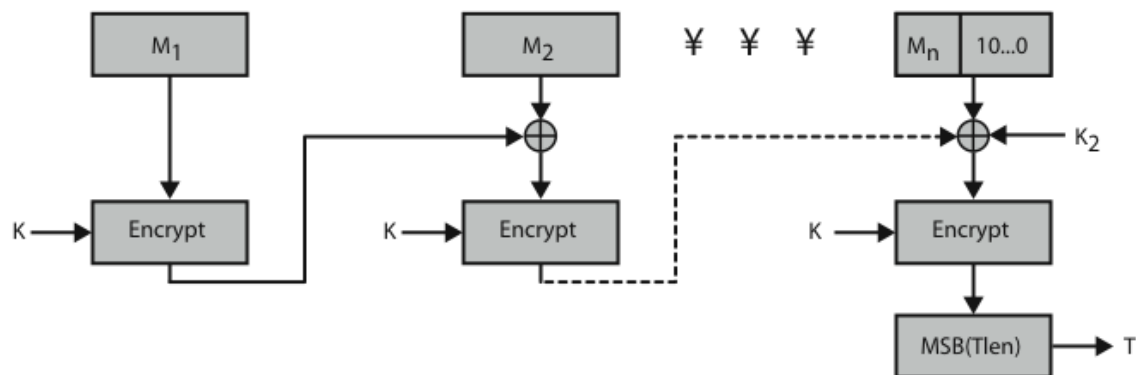 M1 M2 ¥ ¥ ¥ Mn 10...0
K2
K Encrypt K Encrypt K Encrypt
MSB(Tlen) T